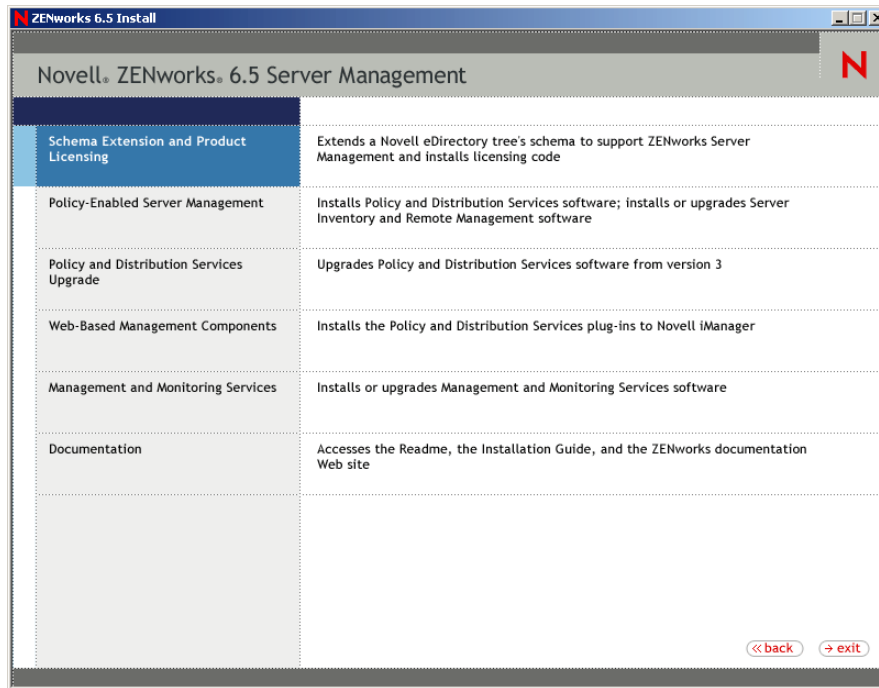 ZENworks 6.5 Install
Novell® ZENworks® 6.5 Server Management
N
Schema Extension and Product
Licensing
Extends a Novell eDirectory tree's schema to support ZENworks Server
Management and installs licensing code
Policy-Enabled Server Management
Installs Policy and Distribution Services software; installs or upgrades Server
Inventory and Remote Management software
Policy and Distribution Services
Upgrade
Upgrades Policy and Distribution Services software from version 3
Web-Based Management Components
Installs the Policy and Distribution Services plug-ins to Novell iManager
Management and Monitoring Services
Installs or upgrades Management and Monitoring Services software
Documentation
Accesses the Readme, the Installation Guide, and the ZENworks documentation
Web site
back
exit